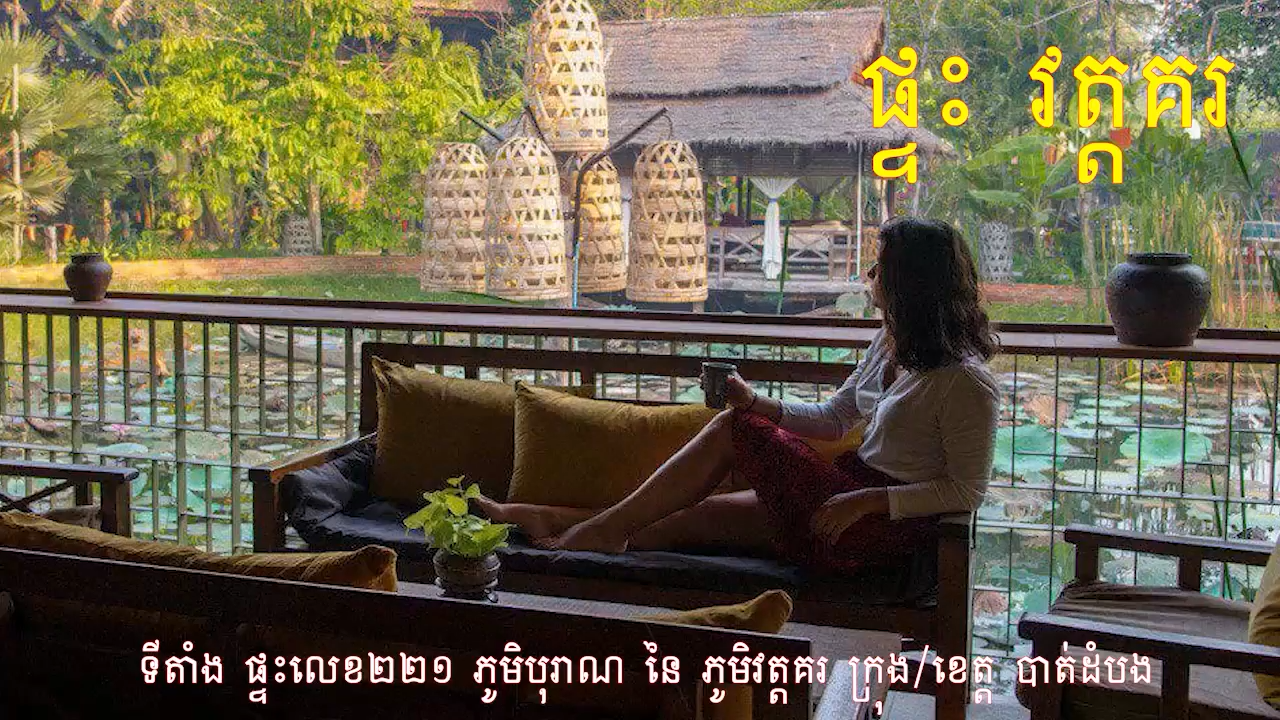 ផ្ទះ វត្តគរ
ទីតាំង ផ្ទះលេខ២២១ ភូមិបុរាណ នៃ ភូមិវត្តគរ ក្រុង/ខេត្ត បាត់ដំបង